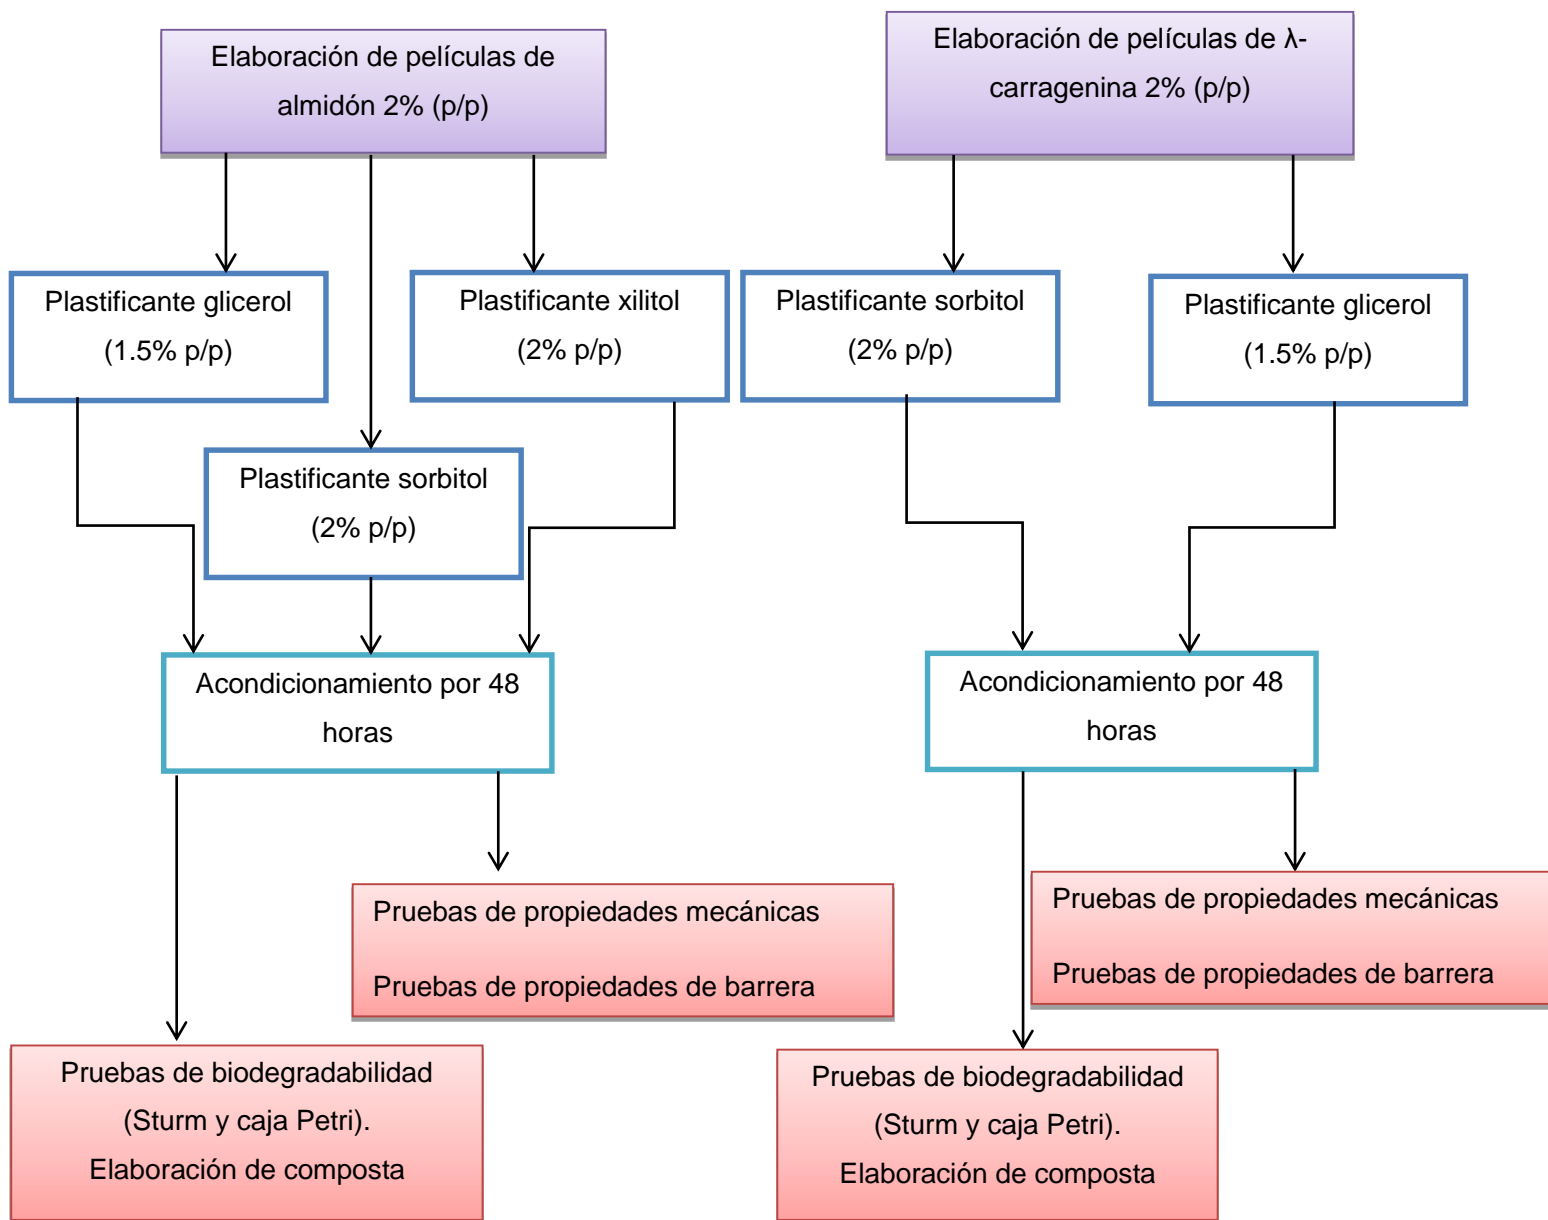 Elaboración de películas de
almidón 2% (p/p)
Elaboración de películas de λ-
carragenina 2% (p/p)
Plastificante glicerol
(1.5% p/p)
Plastificante xilitol
(2% p/p)
Plastificante sorbitol
(2% p/p)
Plastificante glicerol
(1.5% p/p)
Plastificante sorbitol
(2% p/p)
Acondicionamiento por 48
horas
Acondicionamiento por 48
horas
Pruebas de propiedades mecánicas
Pruebas de propiedades de barrera
Pruebas de propiedades mecánicas
Pruebas de propiedades de barrera
Pruebas de biodegradabilidad
(Sturm y caja Petri).
Elaboración de composta
Pruebas de biodegradabilidad
(Sturm y caja Petri).
Elaboración de composta